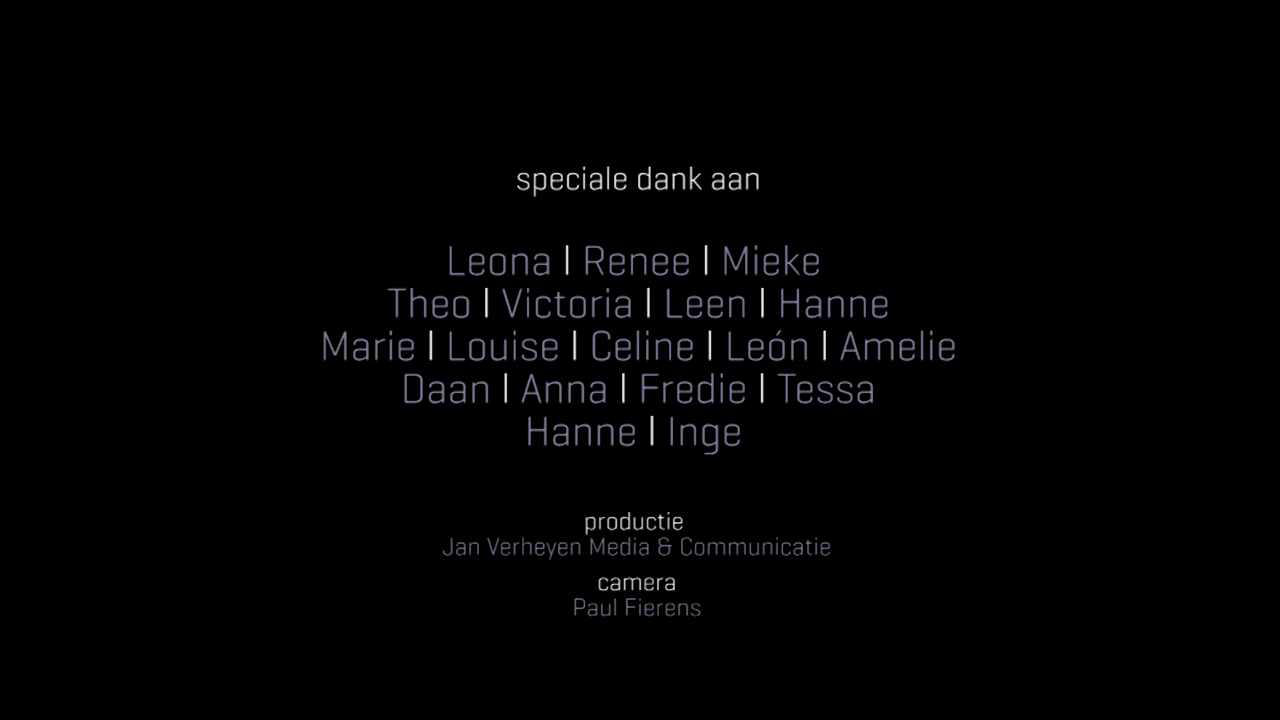 speciale dank aan
Leona | Renee | Mieke
Theo | Victoria | Leen | Hanne
Marie | Louise | Celine | León | Amelie
Daan | Anna | Fredie | Tessa
Hanne | Inge
productie
Jan Verheyen Media & Communicatie
camera
Paul Fierens